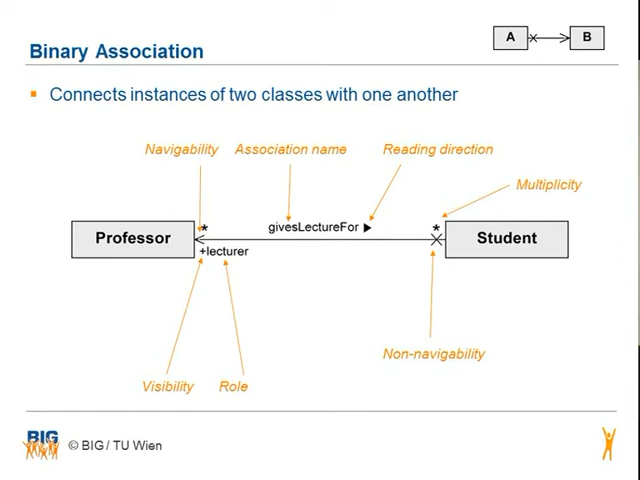 A B
Binary Association
Connects instances of two classes with one another
Navigability Association name Reading direction
Multiplicity
* givesLectureFor ▶ *
Professor Student
+lecturer
Non-navigability
Visibility Role
BIG
© BIG / TU Wien